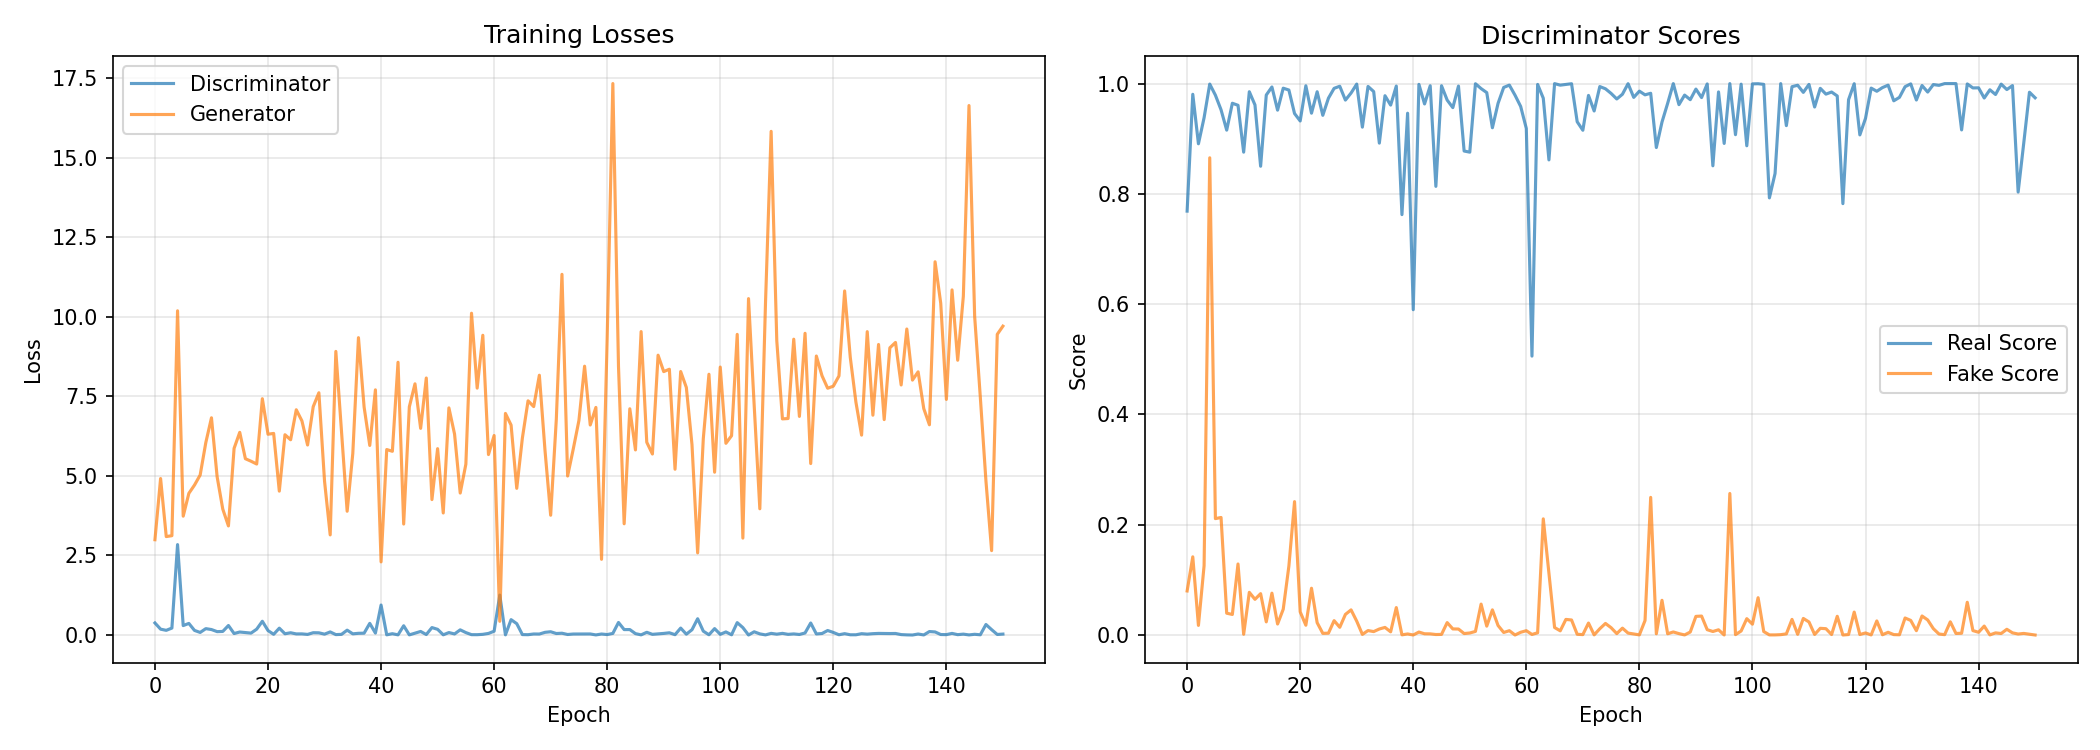 Training Losses
Discriminator
Generator
17.5
15.0
12.5
10.0
7.5
5.0
2.5
0.0
Loss
0 20 40 60 80 100 120 140
Epoch
Discriminator Scores
1.0
0.8
0.6
0.4
0.2
0.0
Score
Real Score
Fake Score
0 20 40 60 80 100 120 140
Epoch